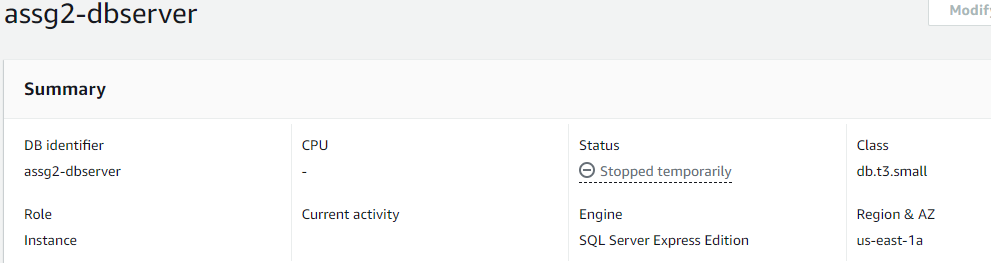 assg2-dbserver
Modify
Summary
DB identifier
assg2-dbserver
CPU
-
Status
Stopped temporarily
Class
db.t3.small
Role
Instance
Current activity
Engine
SQL Server Express Edition
Region & AZ
us-east-1a